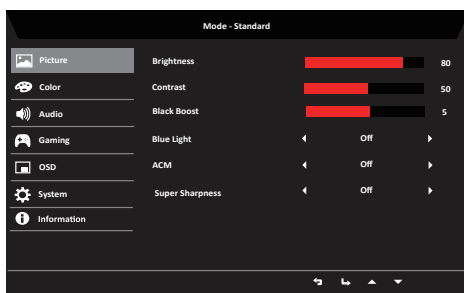 Mode - Standard
Picture
Brightness 80
Color
Contrast 50
Audio
Black Boost 5
Gaming
Blue Light Off
OSD
ACM Off
System
Super Sharpness Off
Information